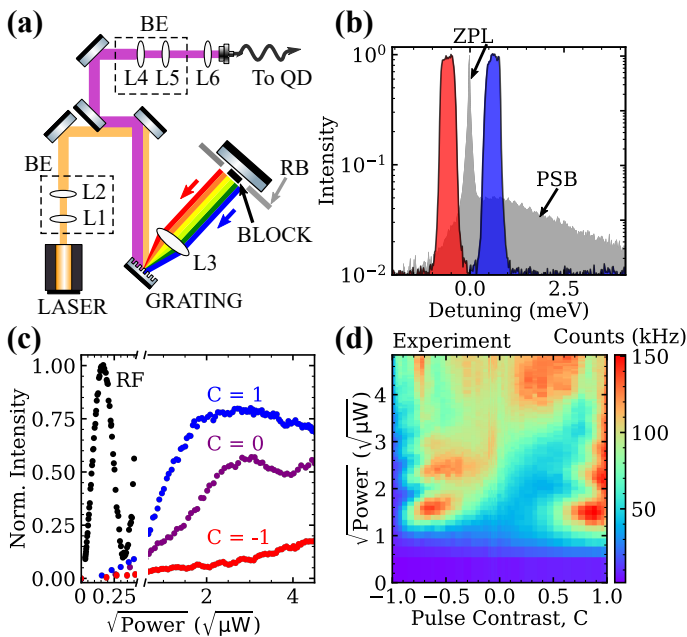 (a)
BE
L4 L5 L6
To QD
BE
L2
L1
RB
BLOCK
L3
LASER
GRATING
(b)
ZPL
PSB
Intensity
10⁰
10⁻¹
10⁻²
0.0 2.5
Detuning (meV)
(c)
RF
C = 1
C = 0
C = -1
Norm. Intensity
1.00
0.75
0.50
0.25
0.00
0 0.25 2 4
√Power (√µW)
(d)
Experiment
Counts (kHz)
150
100
50
√Power (√µW)
4
3
2
1
0
−1.0 −0.5 0.0 0.5 1.0
Pulse Contrast, C